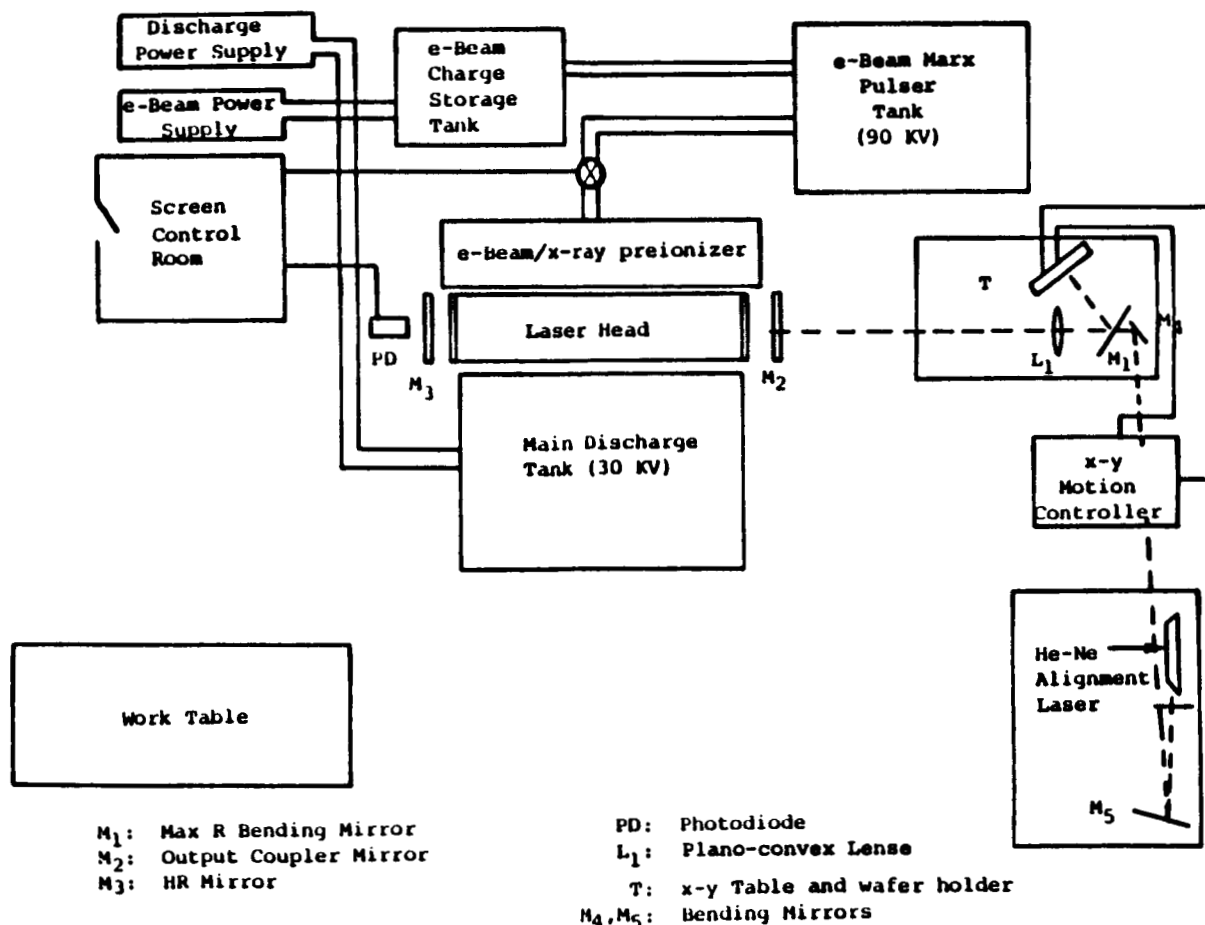 Discharge
Power Supply
e-Beam Power
Supply
e-Beam
Charge
Storage
Tank
e-Beam Marx
Pulser
Tank
(90 KV)
Screen
Control
Room
e-Beam/x-ray preionizer
Laser Head
PD
M3
M2
T
L1
M1
M4
Main Discharge
Tank (30 KV)
x-y
Motion
Controller
He-Ne
Alignment
Laser
M5
Work Table
M1: Max R Bending Mirror
M2: Output Coupler Mirror
M3: HR Mirror
PD: Photodiode
L1: Plano-convex Lense
T: x-y Table and wafer holder
M4,M5: Bending Mirrors